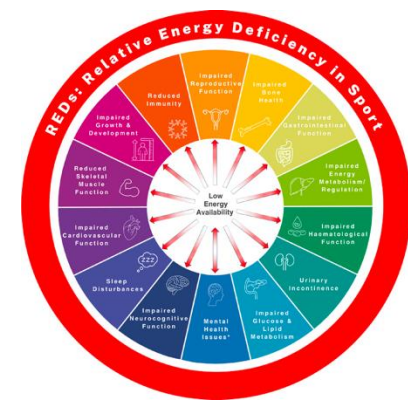 REDs: Relative Energy Deficiency in Sport
Impaired
Reproductive
Function
Impaired
Bone
Health
Impaired
Gastrointestinal
Function
Impaired
Energy
Metabolism/
Regulation
Impaired
Haematological
Function
Urinary
Incontinence
Impaired
Glucose &
Lipid
Metabolism
Mental
Health
Issues*
Impaired
Neurocognitive
Function
Sleep
Disturbances
zzz
Impaired
Cardiovascular
Function
Reduced
Skeletal
Muscle
Function
Impaired
Growth &
Development
Reduced
Immunity
Low
Energy
Availability